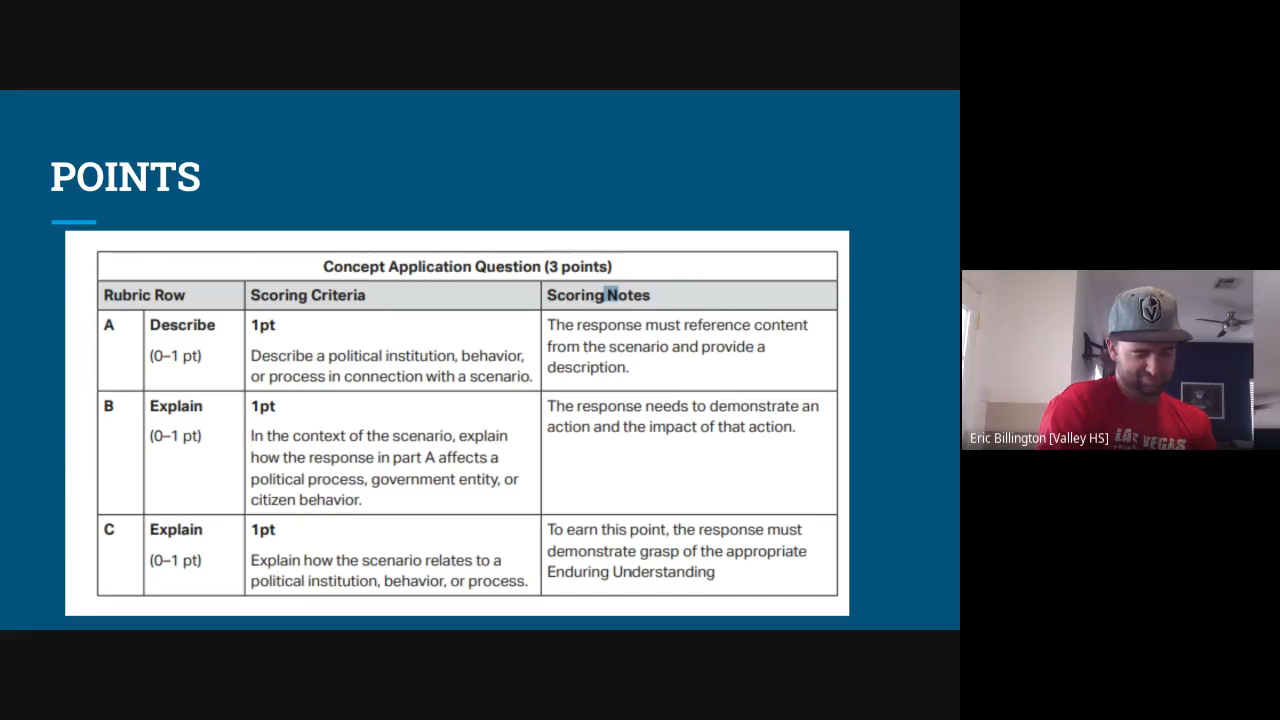 POINTS
Concept Application Question (3 points)
Rubric Row
Scoring Criteria
Scoring Notes
A
Describe
(0–1 pt)
1pt
Describe a political institution, behavior,
or process in connection with a scenario.
The response must reference content
from the scenario and provide a
description.
B
Explain
(0–1 pt)
1pt
In the context of the scenario, explain
how the response in part A affects a
political process, government entity, or
citizen behavior.
The response needs to demonstrate an
action and the impact of that action.
C
Explain
(0–1 pt)
1pt
Explain how the scenario relates to a
political institution, behavior, or process.
To earn this point, the response must
demonstrate grasp of the appropriate
Enduring Understanding
LAS VEGAS
Eric Billington [Valley HS]